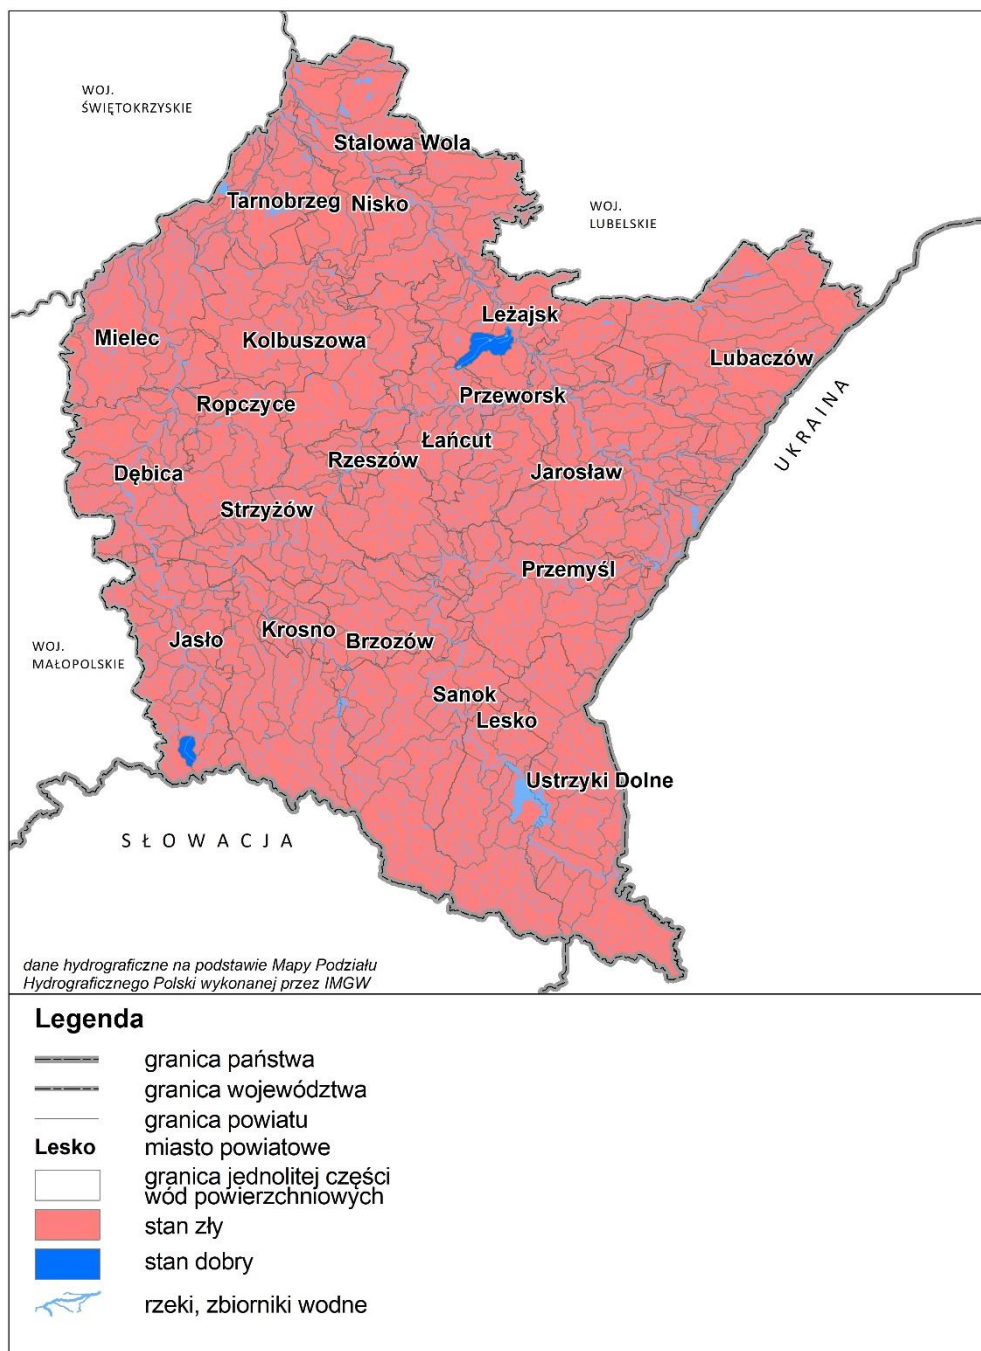 WOJ.
ŚWIĘTOKRZYSKIE
Stalowa Wola
Tarnobrzeg
Nisko
WOJ.
LUBELSKIE
Leżajsk
Mielec
Kolbuszowa
Lubaczów
Przeworsk
Ropczyce
UKRAINA
Łańcut
Rzeszów
Dębica
Jarosław
Strzyżów
Przemyśl
Krosno
Jasło
Brzozów
WOJ.
MAŁOPOLSKIE
Sanok
Lesko
Ustrzyki Dolne
SŁOWACJA
dane hydrograficzne na podstawie Mapy Podziału
Hydrograficznego Polski wykonanej przez IMGW
Legenda
granica państwa
granica województwa
granica powiatu
Lesko miasto powiatowe
granica jednolitej części
wód powierzchniowych
stan zły
stan dobry
rzeki, zbiorniki wodne